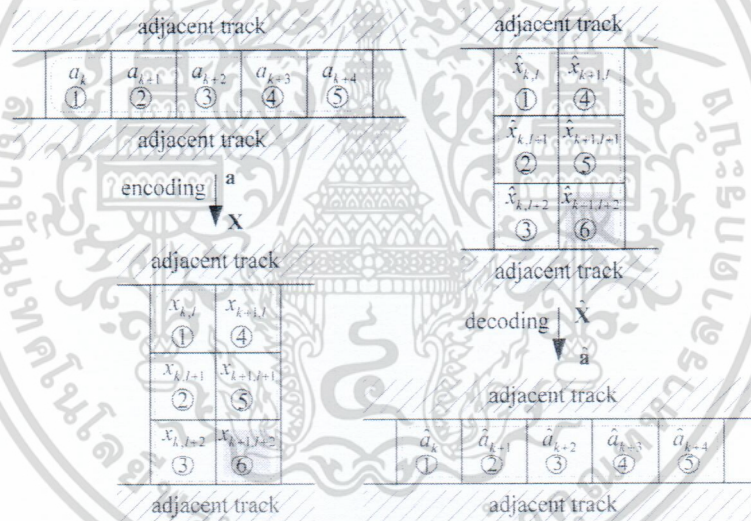 adjacent track
a_k a_{k+1} a_{k+2} a_{k+3} a_{k+4}
① ② ③ ④ ⑤
adjacent track
encoding a
X
adjacent track
x_{k,l} x_{k+1,l}
① ④
x_{k,l+1} x_{k+1,l+1}
② ⑤
x_{k,l+2} x_{k+1,l+2}
③ ⑥
adjacent track
adjacent track
x̂_{k,l} x̂_{k+1,l}
① ④
x̂_{k,l+1} x̂_{k+1,l+1}
② ⑤
x̂_{k,l+2} x̂_{k+1,l+2}
③ ⑥
adjacent track
decoding X̂
â
adjacent track
â_k â_{k+1} â_{k+2} â_{k+3} â_{k+4}
① ② ③ ④ ⑤
adjacent track